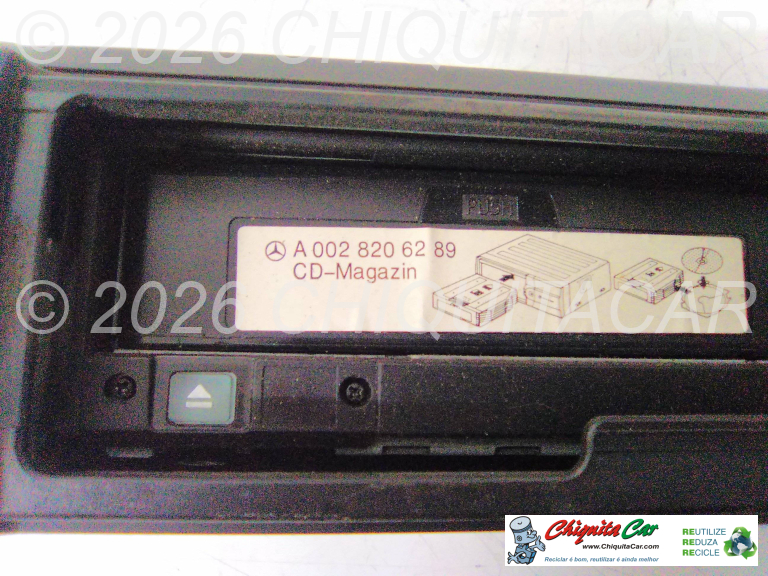 © 2026 CHIQUITACAR
PUSH
A 002 820 62 89
CD-Magazin
© 2026 CHIQUITACAR
Chiquita Car
www.ChiquitaCar.com
Reciclar é bom, reutilizar é ainda melhor
REUTILIZE
REDUZA
RECICLE